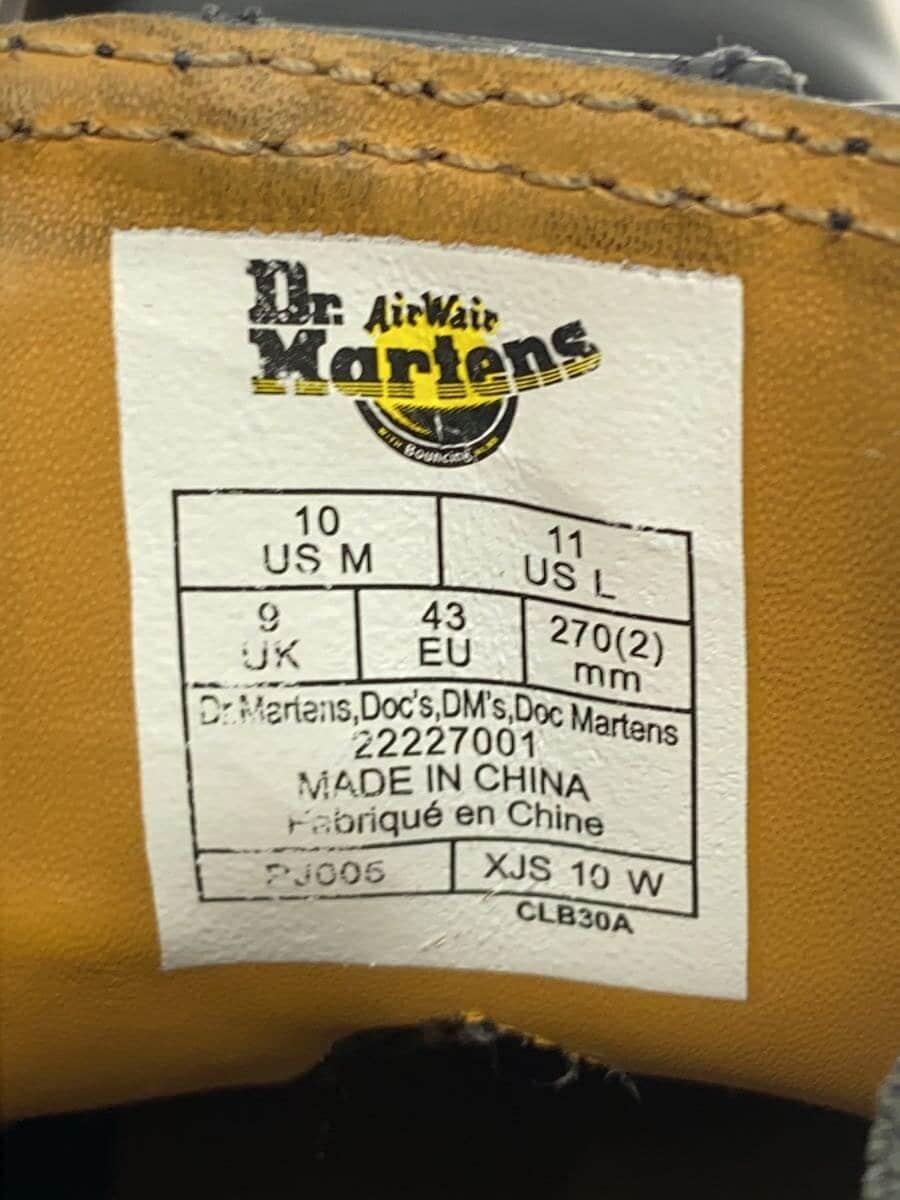 Dr. AirWair
Martens
WITH Bouncing SOLES
10
US M
11
US L
9
UK
43
EU
270(2)
mm
Dr.Martens,Doc's,DM's,Doc Martens
22227001
MADE IN CHINA
Fabriqué en Chine
PJ005
XJS 10 W
CLB30A